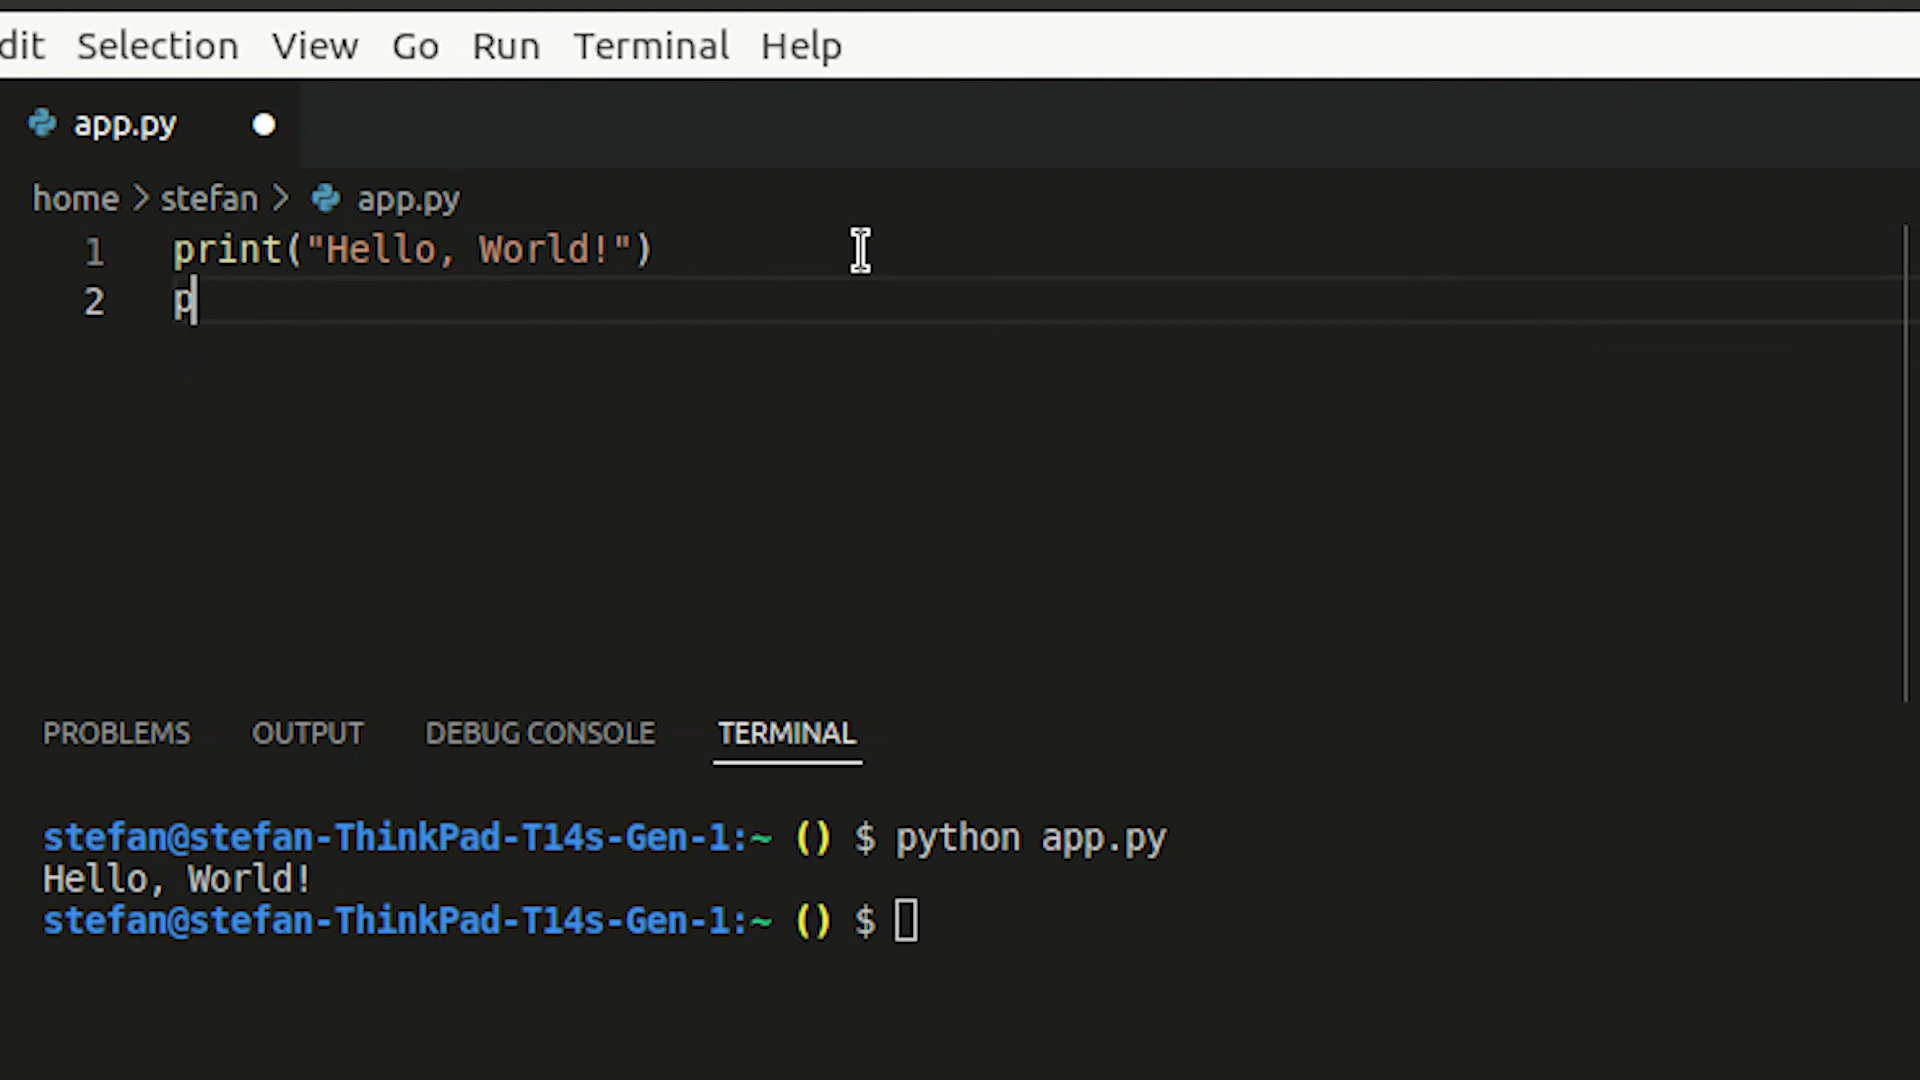 dit Selection View Go Run Terminal Help
app.py
home > stefan > app.py
1 print("Hello, World!")
2 p
PROBLEMS OUTPUT DEBUG CONSOLE TERMINAL
stefan@stefan-ThinkPad-T14s-Gen-1:~ () $ python app.py
Hello, World!
stefan@stefan-ThinkPad-T14s-Gen-1:~ () $